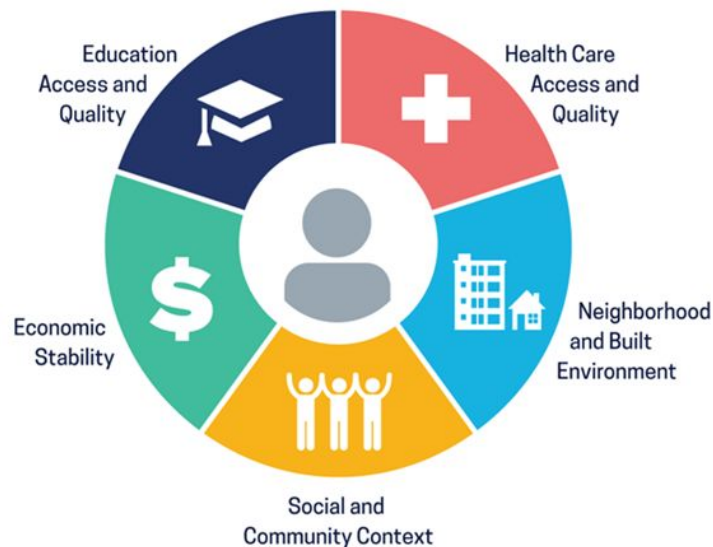 Education
Access and
Quality
Health Care
Access and
Quality
$
Economic
Stability
Neighborhood
and Built
Environment
Social and
Community Context